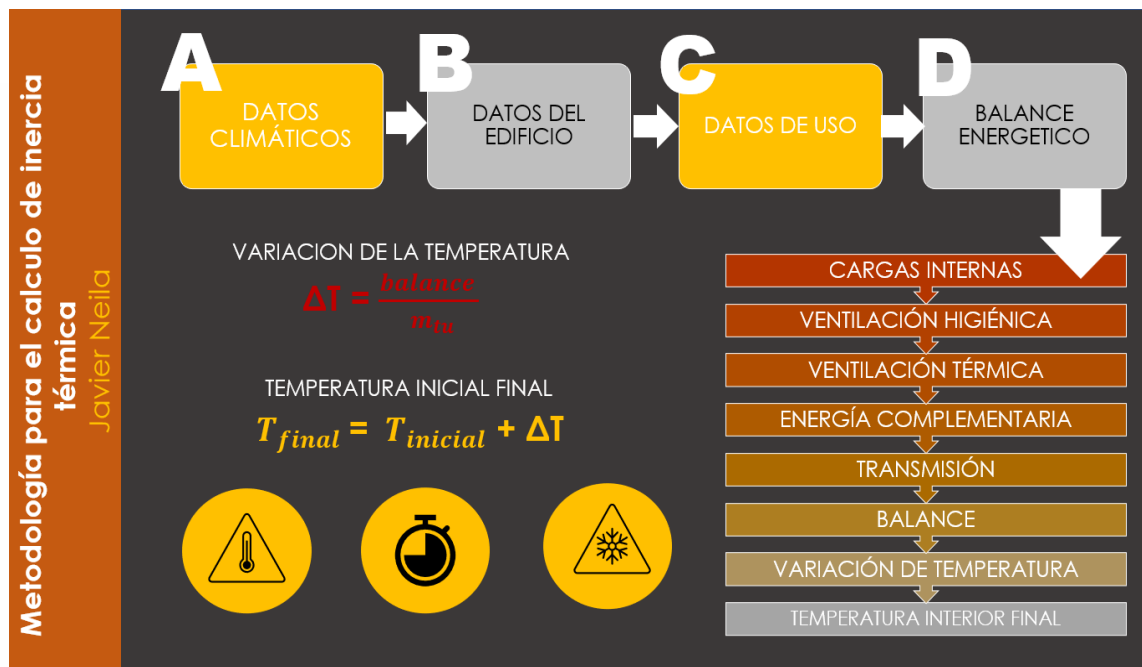 Metodología para el calculo de inercia
térmica
Javier Neila
A
DATOS
CLIMÁTICOS
B
DATOS DEL
EDIFICIO
C
DATOS DE USO
D
BALANCE
ENERGETICO
VARIACION DE LA TEMPERATURA
ΔT = balance
m_tu
TEMPERATURA INICIAL FINAL
T_final = T_inicial + ΔT
CARGAS INTERNAS
VENTILACIÓN HIGIÉNICA
VENTILACIÓN TÉRMICA
ENERGÍA COMPLEMENTARIA
TRANSMISIÓN
BALANCE
VARIACIÓN DE TEMPERATURA
TEMPERATURA INTERIOR FINAL